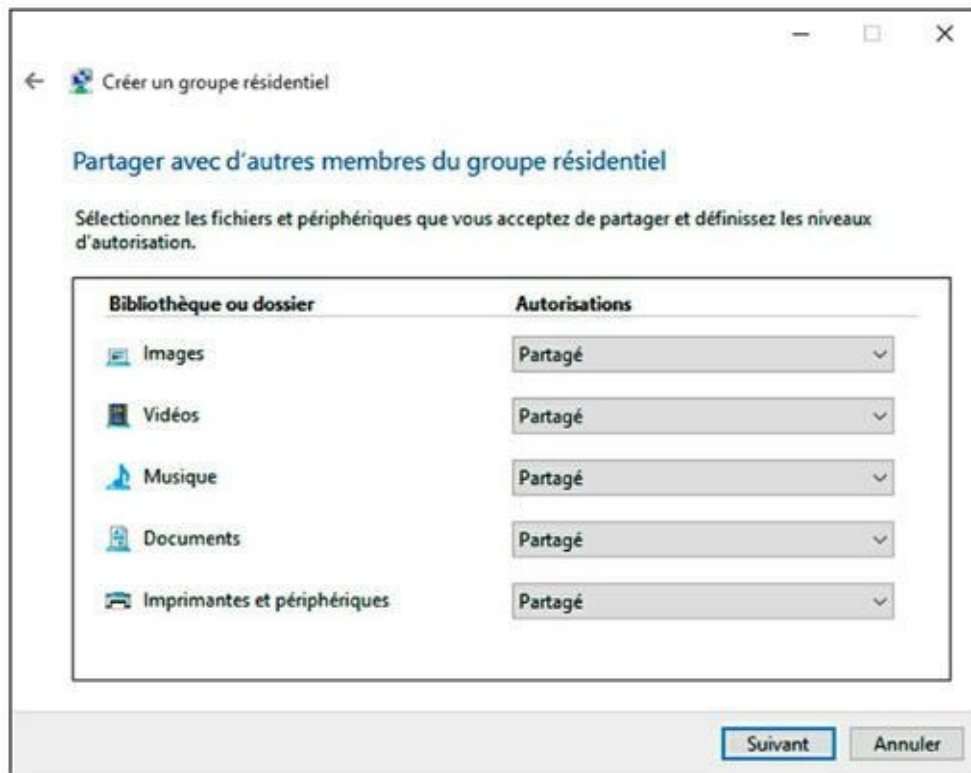 Créer un groupe résidentiel
Partager avec d'autres membres du groupe résidentiel
Sélectionnez les fichiers et périphériques que vous acceptez de partager et définissez les niveaux
d'autorisation.
Bibliothèque ou dossier Autorisations
Images Partagé
Vidéos Partagé
Musique Partagé
Documents Partagé
Imprimantes et périphériques Partagé
Suivant Annuler